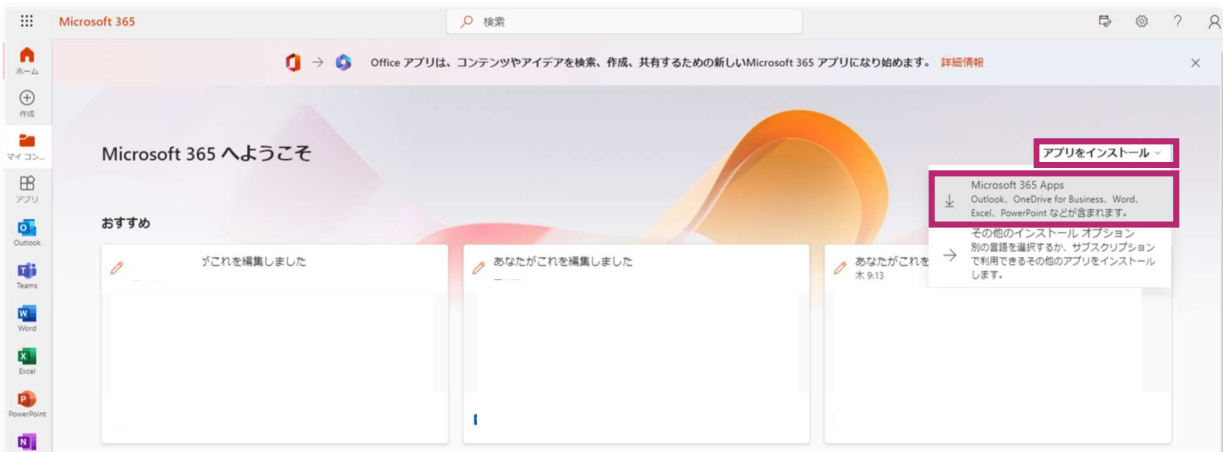 Microsoft 365
検索
Office アプリは、コンテンツやアイデアを検索、作成、共有するための新しいMicrosoft 365 アプリになり始めます。 詳細情報
ホーム
作成
マイ コン...
アプリ
Outlook
Teams
Word
Excel
PowerPoint
Microsoft 365 へようこそ
アプリをインストール
Microsoft 365 Apps
Outlook、OneDrive for Business、Word、
Excel、PowerPoint などが含まれます。
その他のインストール オプション
別の言語を選択するか、サブスクリプション
で利用できるその他のアプリをインストール
します。
おすすめ
がこれを編集しました
あなたがこれを編集しました
あなたがこれを
木 9:13